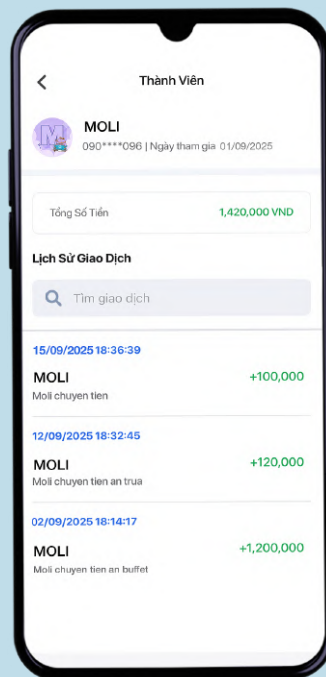 Thành Viên
M
MOLI
090****096 | Ngày tham gia 01/09/2025
Tổng Số Tiền 1,420,000 VND
Lịch Sử Giao Dịch
Tìm giao dịch
15/09/2025 18:36:39
MOLI +100,000
Moli chuyen tien
12/09/2025 18:32:45
MOLI +120,000
Moli chuyen tien an trua
02/09/2025 18:14:17
MOLI +1,200,000
Moli chuyen tien an buffet